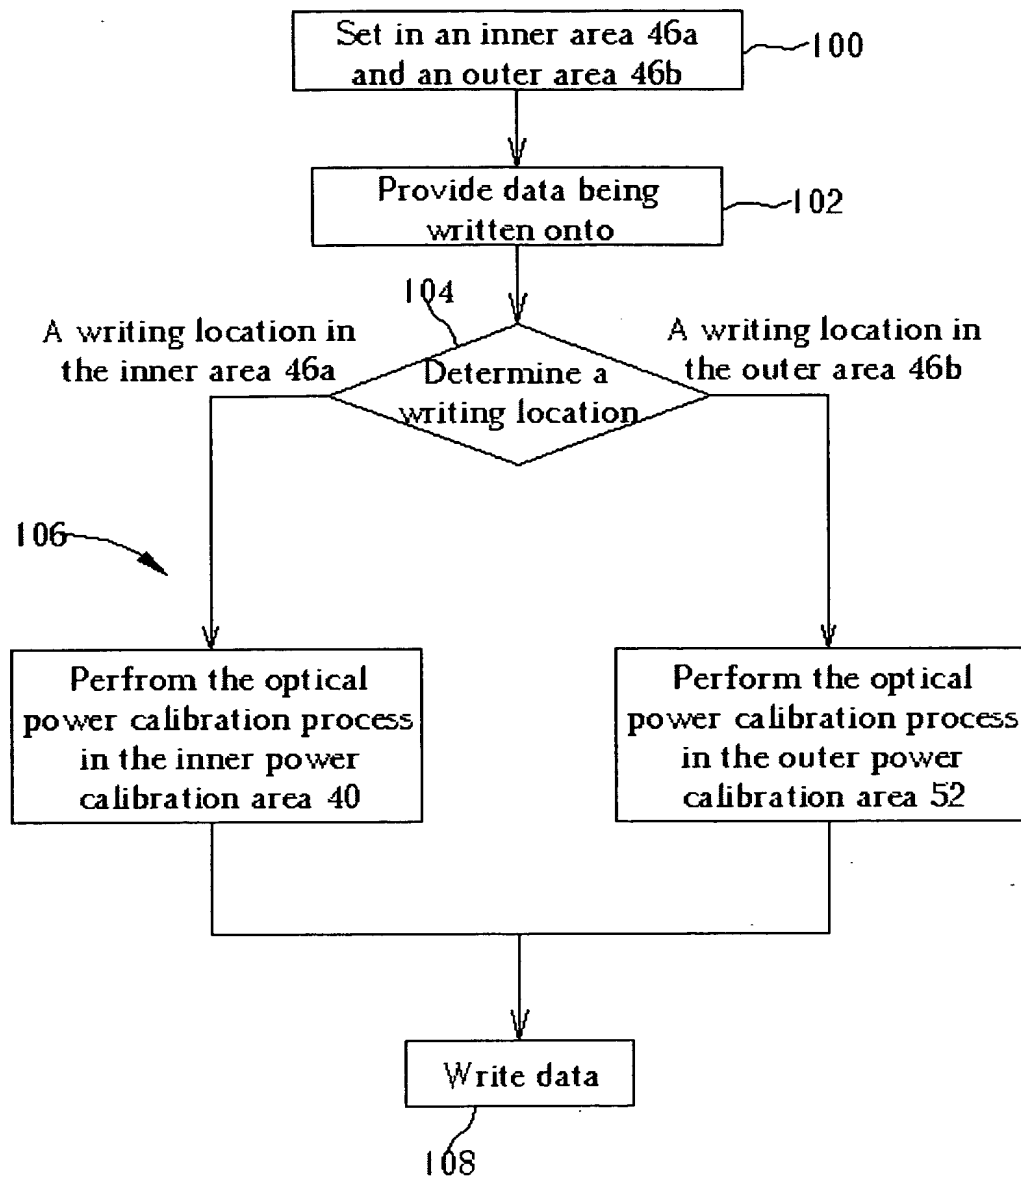 Set in an inner area 46a
and an outer area 46b
100
Provide data being
written onto
102
104
A writing location in
the inner area 46a
Determine a
writing location
A writing location in
the outer area 46b
106
Perfrom the optical
power calibration process
in the inner power
calibration area 40
Perform the optical
power calibration process
in the outer power
calibration area 52
Write data
108